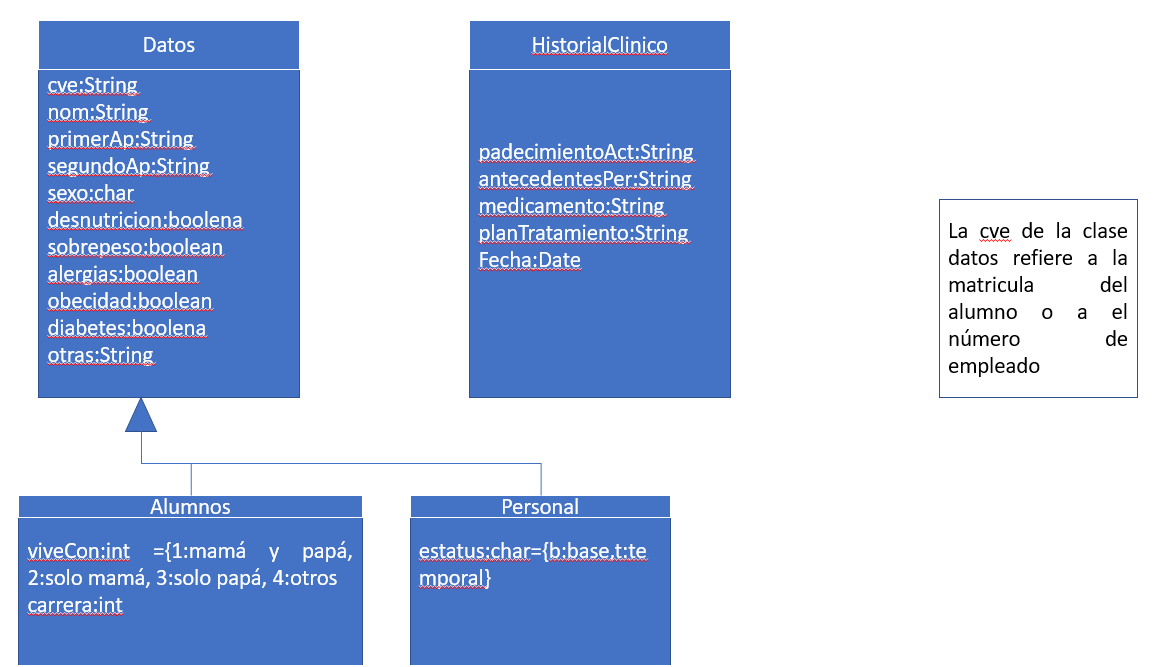 Datos
cve:String
nom:String
primerAp:String
segundoAp:String
sexo:char
desnutricion:boolena
sobrepeso:boolean
alergias:boolean
obecidad:boolean
diabetes:boolena
otras:String
HistorialClinico
padecimientoAct:String
antecedentesPer:String
medicamento:String
planTratamiento:String
Fecha:Date
La cve de la clase
datos refiere a la
matricula del
alumno o a el
número de
empleado
Alumnos
viveCon:int ={1:mamá y papá,
2:solo mamá, 3:solo papá, 4:otros
carrera:int
Personal
estatus:char={b:base,t:te
mporal}